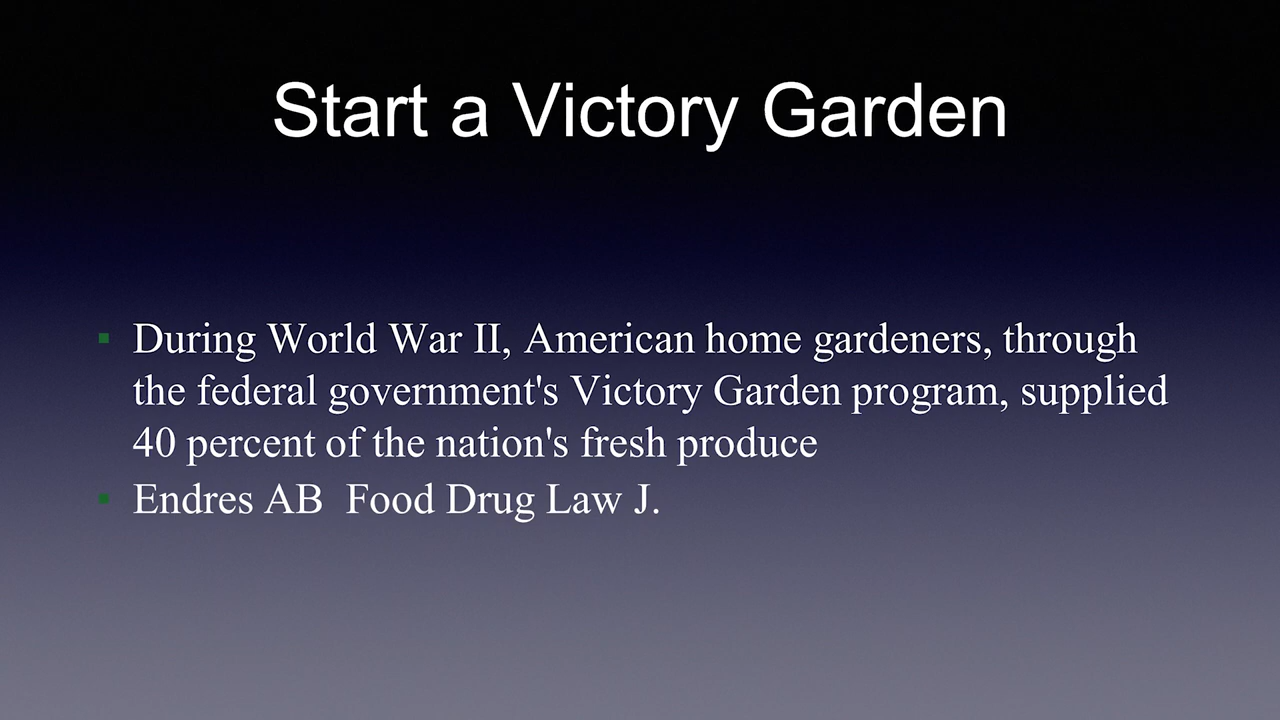 Start a Victory Garden
During World War II, American home gardeners, through
the federal government's Victory Garden program, supplied
40 percent of the nation's fresh produce
Endres AB  Food Drug Law J.